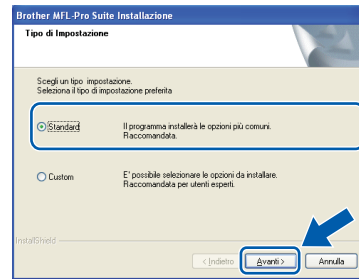 Brother MFL-Pro Suite Installazione
Tipo di Impostazione
Scegli un tipo impostazione.
Seleziona il tipo di impostazione preferita
Standard
Il programma installerà le opzioni più comuni.
Raccomandata.
Custom
E' possibile selezionare le opzioni da installare.
Raccomandata per utenti esperti.
InstallShield
< Indietro
Avanti >
Annulla